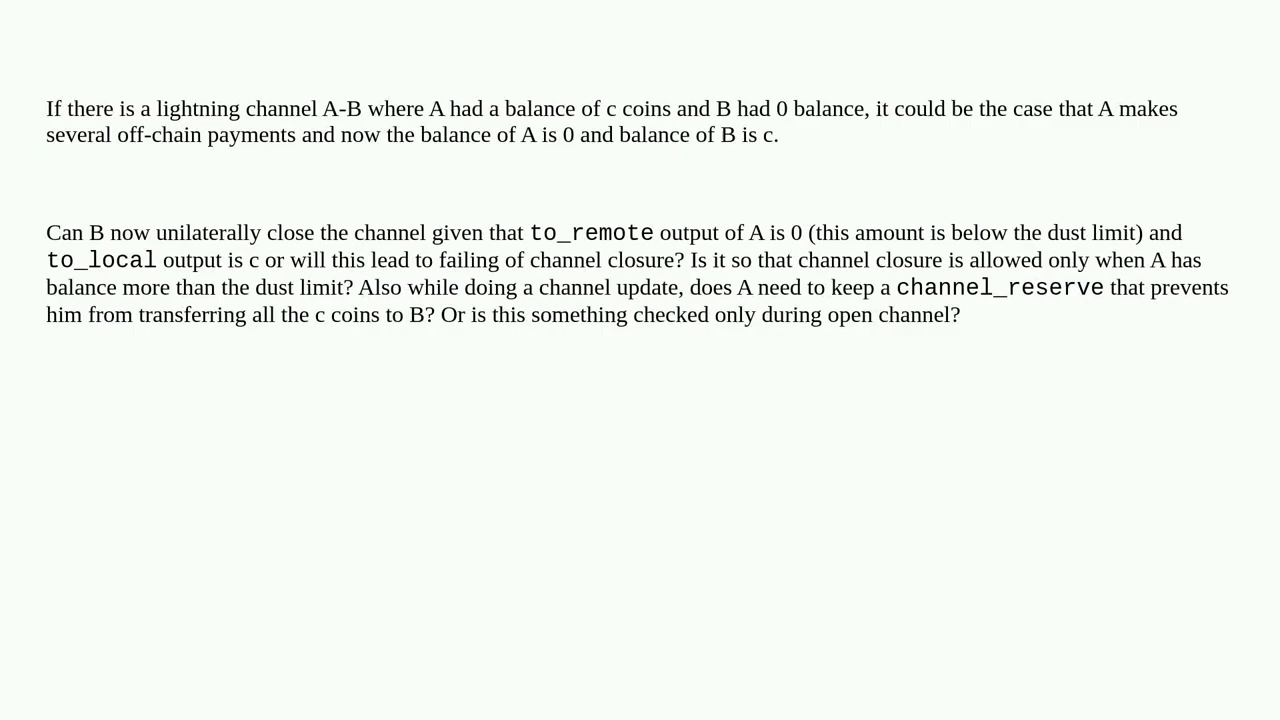 If there is a lightning channel A-B where A had a balance of c coins and B had 0 balance, it could be the case that A makes
several off-chain payments and now the balance of A is 0 and balance of B is c.
Can B now unilaterally close the channel given that to_remote output of A is 0 (this amount is below the dust limit) and
to_local output is c or will this lead to failing of channel closure? Is it so that channel closure is allowed only when A has
balance more than the dust limit? Also while doing a channel update, does A need to keep a channel_reserve that prevents
him from transferring all the c coins to B? Or is this something checked only during open channel?